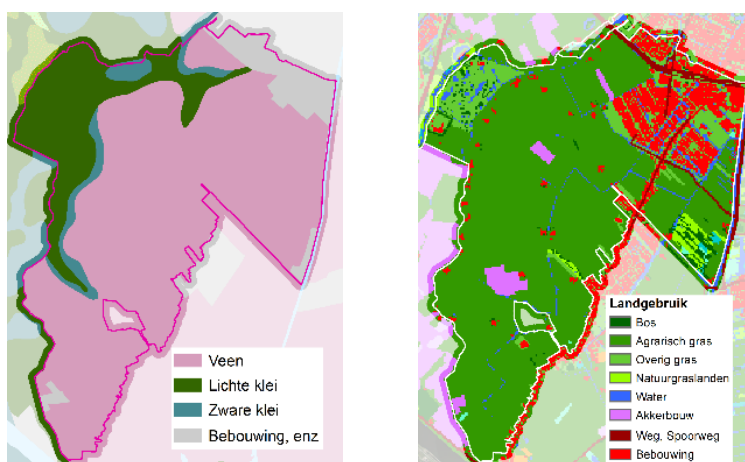 Veen
Lichte klei
Zware klei
Bebouwing, enz
Landgebruik
Bos
Agrarisch gras
Overig gras
Natuurgraslanden
Water
Akkerbouw
Weg, Spoorweg
Bebouwing